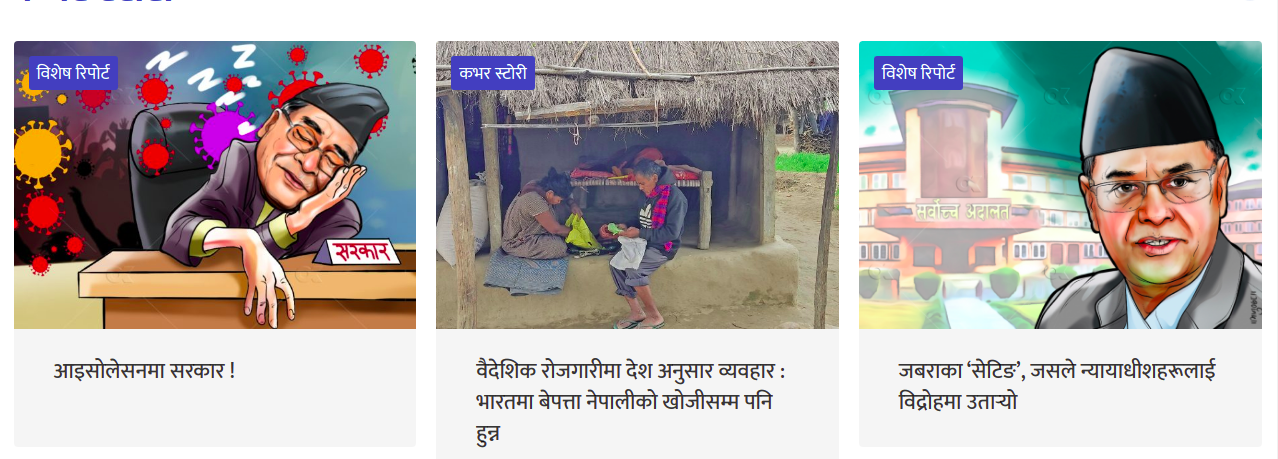 विशेष रिपोर्ट
सरकार
आइसोलेसनमा सरकार !
कभर स्टोरी
वैदेशिक रोजगारीमा देश अनुसार व्यवहार :
भारतमा बेपत्ता नेपालीको खोजीसम्म पनि
हुन्न
विशेष रिपोर्ट
सर्वोच्च अदालत
जबराका ‘सेटिङ’, जसले न्यायाधीशहरूलाई
विद्रोहमा उतार्‍यो